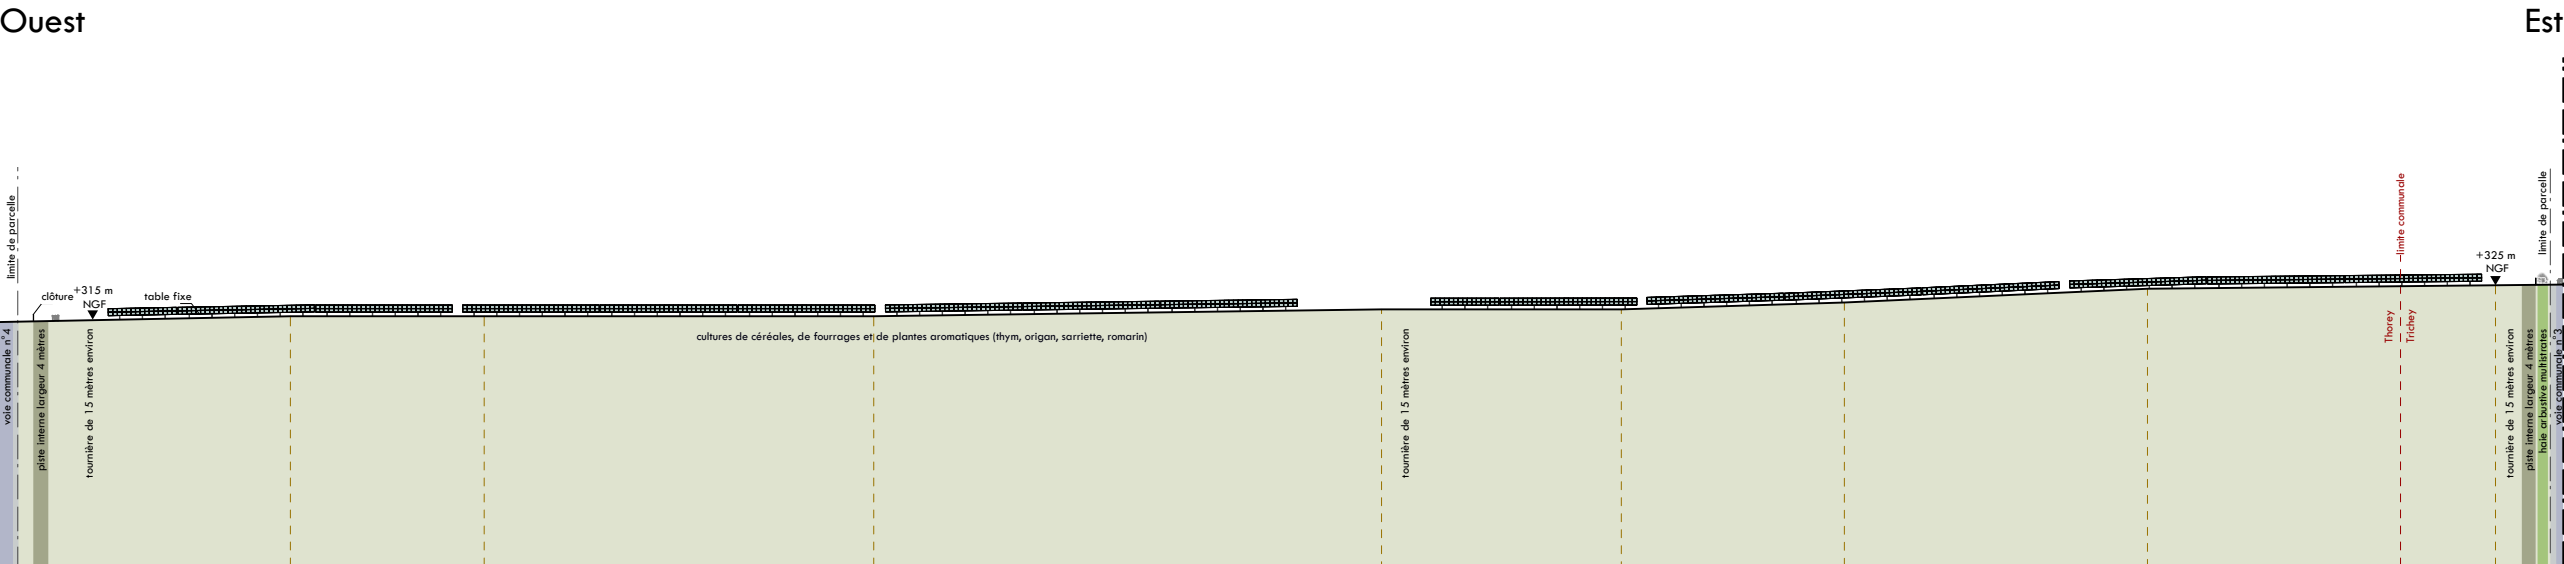 Ouest
Est
limite de parcelle
limite communale
limite de parcelle
+325 m
NGF
clôture
+315 m
NGF
table fixe
Thorey
Trichey
voie communale n°4
piste interne largeur 4 mètres
tournière de 15 mètres environ
cultures de céréales, de fourrages et de plantes aromatiques (thym, origan, sarriette, romarin)
tournière de 15 mètres environ
tournière de 15 mètres environ
piste interne largeur 4 mètres
haie arbustive multistrates
voie communale n°3